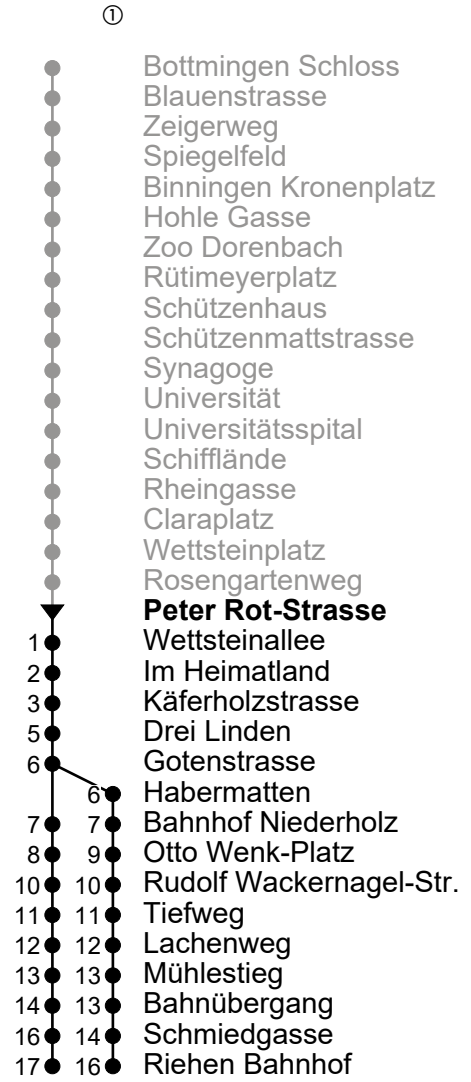 ①
Bottmingen Schloss
Blauenstrasse
Zeigerweg
Spiegelfeld
Binningen Kronenplatz
Hohle Gasse
Zoo Dorenbach
Rütimeyerplatz
Schützenhaus
Schützenmattstrasse
Synagoge
Universität
Universitätsspital
Schifflände
Rheingasse
Claraplatz
Wettsteinplatz
Rosengartenweg
Peter Rot-Strasse
1 Wettsteinallee
2 Im Heimatland
3 Käferholzstrasse
5 Drei Linden
6 Gotenstrasse
6 Habermatten
7 7 Bahnhof Niederholz
8 9 Otto Wenk-Platz
10 10 Rudolf Wackernagel-Str.
11 11 Tiefweg
12 12 Lachenweg
13 13 Mühlestieg
14 13 Bahnübergang
16 14 Schmiedgasse
17 16 Riehen Bahnhof